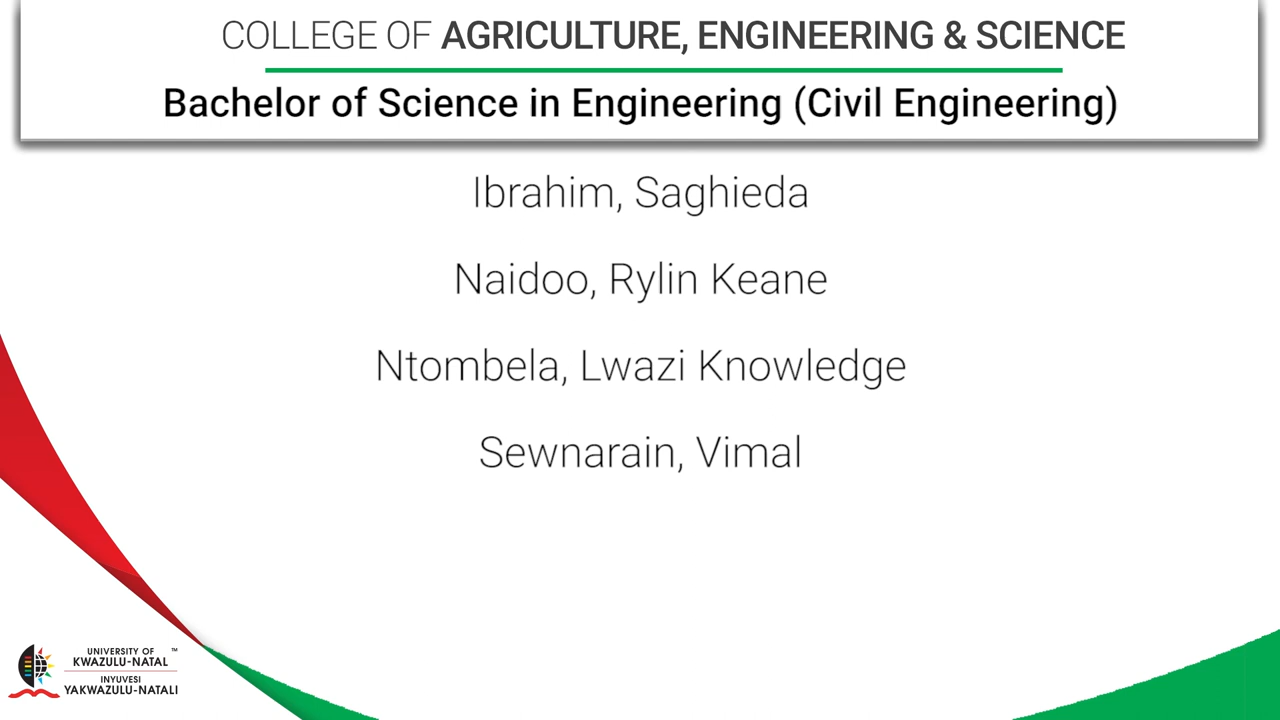 COLLEGE OF AGRICULTURE, ENGINEERING & SCIENCE
Bachelor of Science in Engineering (Civil Engineering)
Ibrahim, Saghieda
Naidoo, Rylin Keane
Ntombela, Lwazi Knowledge
Sewnarain, Vimal
UNIVERSITY OF ™
KWAZULU-NATAL
INYUVESI
YAKWAZULU-NATALI